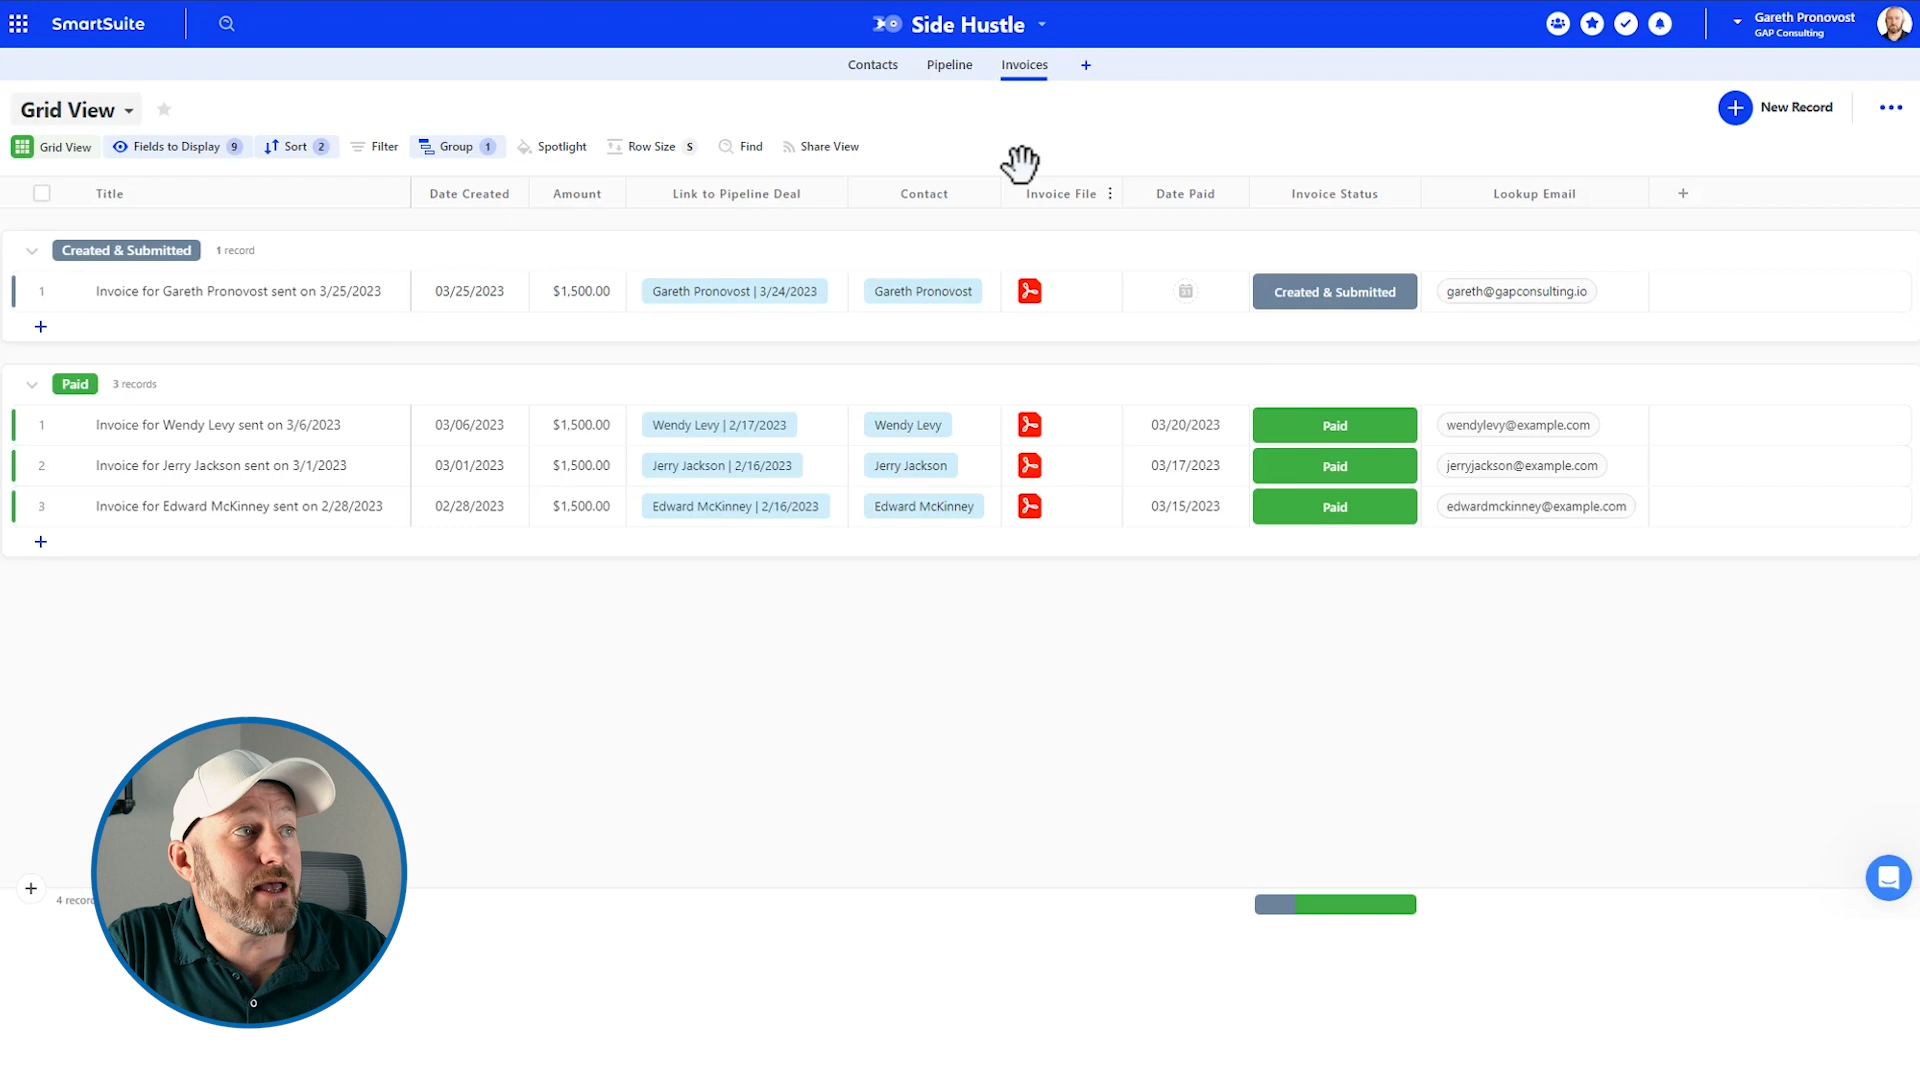 SmartSuite
Side Hustle
Gareth Pronovost
GAP Consulting
Contacts Pipeline Invoices +
Grid View
New Record
Grid View Fields to Display 9 Sort 2 Filter Group 1 Spotlight Row Size S Find Share View
Title Date Created Amount Link to Pipeline Deal Contact Invoice File Date Paid Invoice Status Lookup Email +
Created & Submitted 1 record
1 Invoice for Gareth Pronovost sent on 3/25/2023 03/25/2023 $1,500.00 Gareth Pronovost | 3/24/2023 Gareth Pronovost 31 Created & Submitted gareth@gapconsulting.io
+
Paid 3 records
1 Invoice for Wendy Levy sent on 3/6/2023 03/06/2023 $1,500.00 Wendy Levy | 2/17/2023 Wendy Levy 03/20/2023 Paid wendylevy@example.com
2 Invoice for Jerry Jackson sent on 3/1/2023 03/01/2023 $1,500.00 Jerry Jackson | 2/16/2023 Jerry Jackson 03/17/2023 Paid jerryjackson@example.com
3 Invoice for Edward McKinney sent on 2/28/2023 02/28/2023 $1,500.00 Edward McKinney | 2/16/2023 Edward McKinney 03/15/2023 Paid edwardmckinney@example.com
+
+ 4 recor